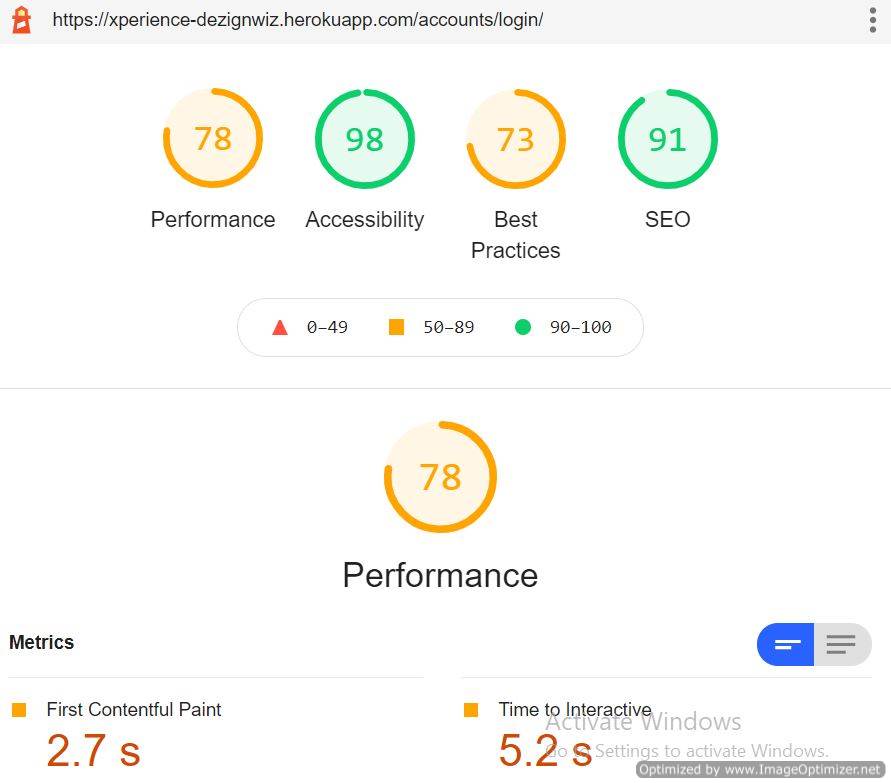 https://xperience-dezignwiz.herokuapp.com/accounts/login/
78 98 73 91
Performance Accessibility Best Practices SEO
0–49 50–89 90–100
78
Performance
Metrics
First Contentful Paint
2.7 s
Time to Interactive
5.2 s
Activate Windows
Go to Settings to activate Windows.
Optimized by www.ImageOptimizer.net